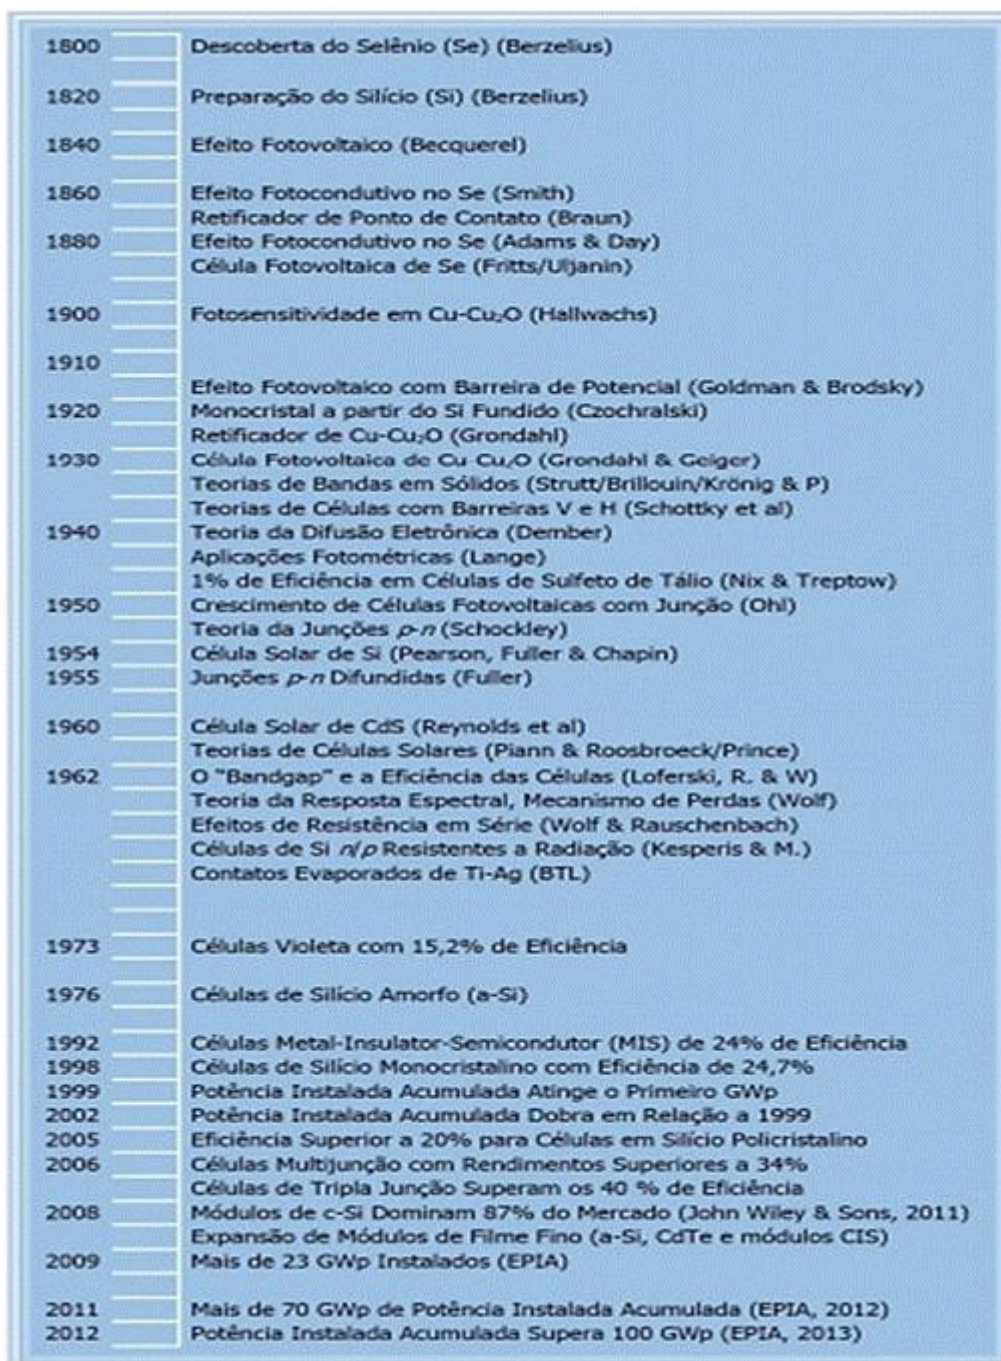 1800 Descoberta do Selênio (Se) (Berzelius)
1820 Preparação do Silício (Si) (Berzelius)
1840 Efeito Fotovoltaico (Becquerel)
1860 Efeito Fotocondutivo no Se (Smith)
Retificador de Ponto de Contato (Braun)
1880 Efeito Fotocondutivo no Se (Adams & Day)
Célula Fotovoltaica de Se (Fritts/Uljanin)
1900 Fotosensitividade em Cu-Cu₂O (Hallwachs)
1910
Efeito Fotovoltaico com Barreira de Potencial (Goldman & Brodsky)
1920 Monocristal a partir do Si Fundido (Czochralski)
Retificador de Cu-Cu₂O (Grondahl)
1930 Célula Fotovoltaica de Cu-Cu₂O (Grondahl & Geiger)
Teorias de Bandas em Sólidos (Strutt/Brillouin/Krönig & P)
Teorias de Células com Barreiras V e H (Schottky et al)
1940 Teoria da Difusão Eletrônica (Dember)
Aplicações Fotométricas (Lange)
1% de Eficiência em Células de Sulfeto de Tálio (Nix & Treptow)
1950 Crescimento de Células Fotovoltaicas com Junção (Ohl)
Teoria da Junções p-n (Schockley)
1954 Célula Solar de Si (Pearson, Fuller & Chapin)
1955 Junções p-n Difundidas (Fuller)
1960 Célula Solar de CdS (Reynolds et al)
Teorias de Células Solares (Pfann & Roosbroeck/Prince)
1962 O "Bandgap" e a Eficiência das Células (Loferski, R. & W)
Teoria da Resposta Espectral, Mecanismo de Perdas (Wolf)
Efeitos de Resistência em Série (Wolf & Rauschenbach)
Células de Si n/p Resistentes a Radiação (Kesperis & M.)
Contatos Evaporados de Ti-Ag (BTL)
1973 Células Violeta com 15,2% de Eficiência
1976 Células de Silício Amorfo (a-Si)
1992 Células Metal-Insulator-Semicondutor (MIS) de 24% de Eficiência
1998 Células de Silício Monocristalino com Eficiência de 24,7%
1999 Potência Instalada Acumulada Atinge o Primeiro GWp
2002 Potência Instalada Acumulada Dobra em Relação a 1999
2005 Eficiência Superior a 20% para Células em Silício Policristalino
2006 Células Multijunção com Rendimentos Superiores a 34%
Células de Tripla Junção Superam os 40 % de Eficiência
2008 Módulos de c-Si Dominam 87% do Mercado (John Wiley & Sons, 2011)
Expansão de Módulos de Filme Fino (a-Si, CdTe e módulos CIS)
2009 Mais de 23 GWp Instalados (EPIA)
2011 Mais de 70 GWp de Potência Instalada Acumulada (EPIA, 2012)
2012 Potência Instalada Acumulada Supera 100 GWp (EPIA, 2013)